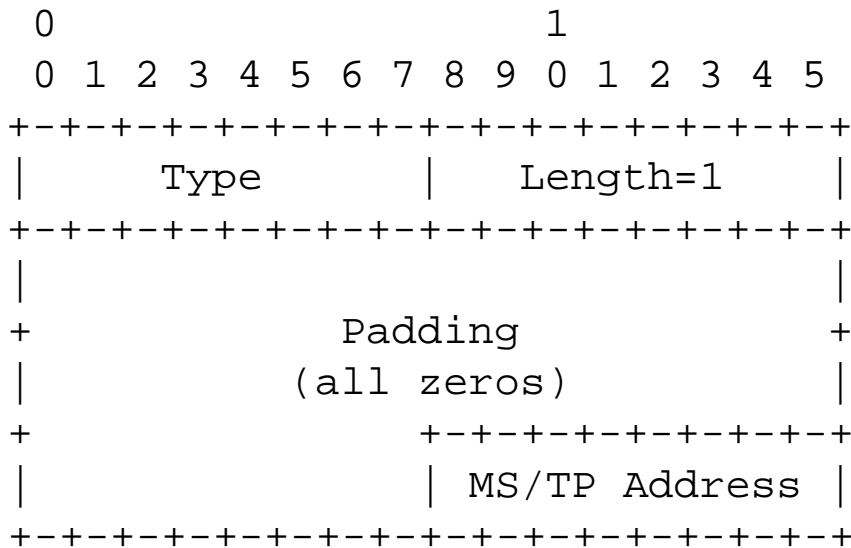 0                   1
 0 1 2 3 4 5 6 7 8 9 0 1 2 3 4 5
+-+-+-+-+-+-+-+-+-+-+-+-+-+-+-+-+
|     Type      |   Length=1    |
+-+-+-+-+-+-+-+-+-+-+-+-+-+-+-+-+
|                               |
+            Padding            +
|          (all zeros)          |
+               +-+-+-+-+-+-+-+-+
|               | MS/TP Address |
+-+-+-+-+-+-+-+-+-+-+-+-+-+-+-+-+